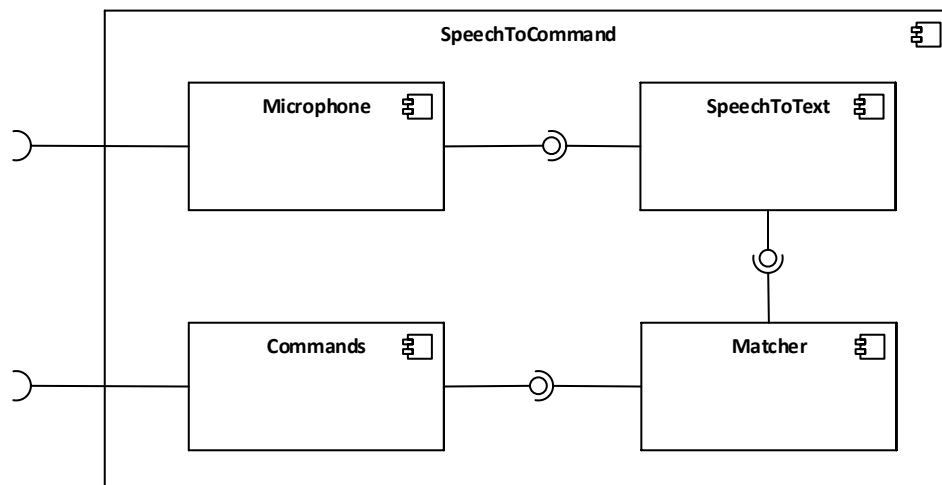 SpeechToCommand
Microphone
SpeechToText
Commands
Matcher